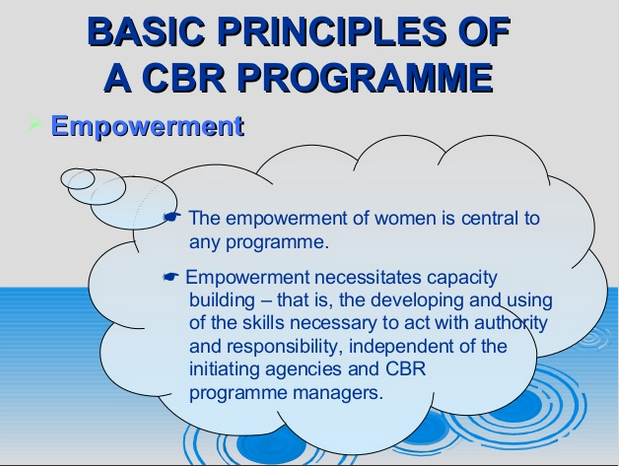 BASIC PRINCIPLES OF
A CBR PROGRAMME
Empowerment
The empowerment of women is central to
any programme.
Empowerment necessitates capacity
building – that is, the developing and using
of the skills necessary to act with authority
and responsibility, independent of the
initiating agencies and CBR
programme managers.